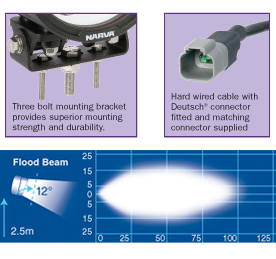 NARVA
Three bolt mounting bracket
provides superior mounting
strength and durability.
Hard wired cable with
Deutsch® connector
fitted and matching
connector supplied
Flood Beam
12°
2.5m
25
15
5
0
5
15
25
0 25 50 75 100 125